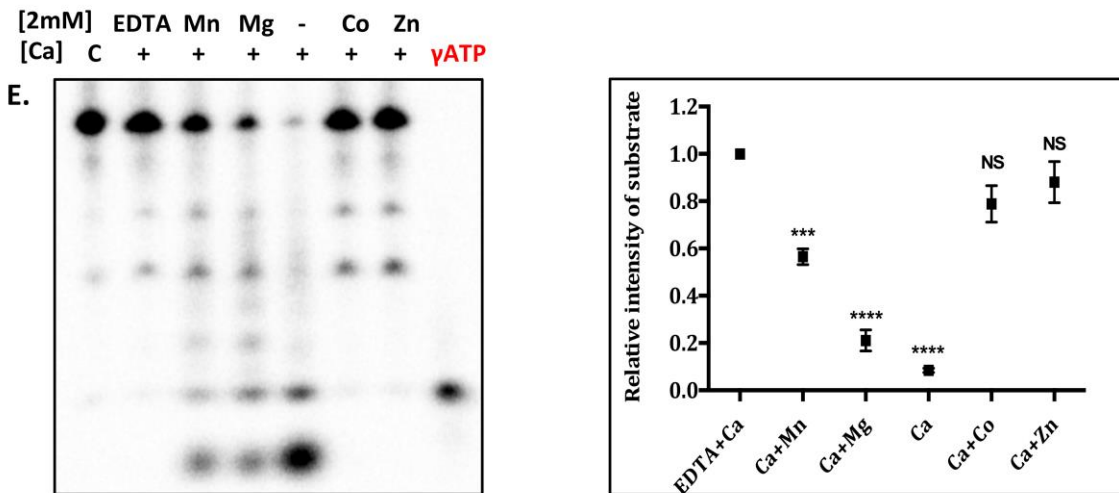 [2mM] EDTA Mn Mg - Co Zn
[Ca] C + + + + + + γATP
E.
Relative intensity of substrate
1.2
1.0
0.8
0.6
0.4
0.2
0.0
***
****
****
NS
NS
EDTA+Ca
Ca+Mn
Ca+Mg
Ca
Ca+Co
Ca+Zn